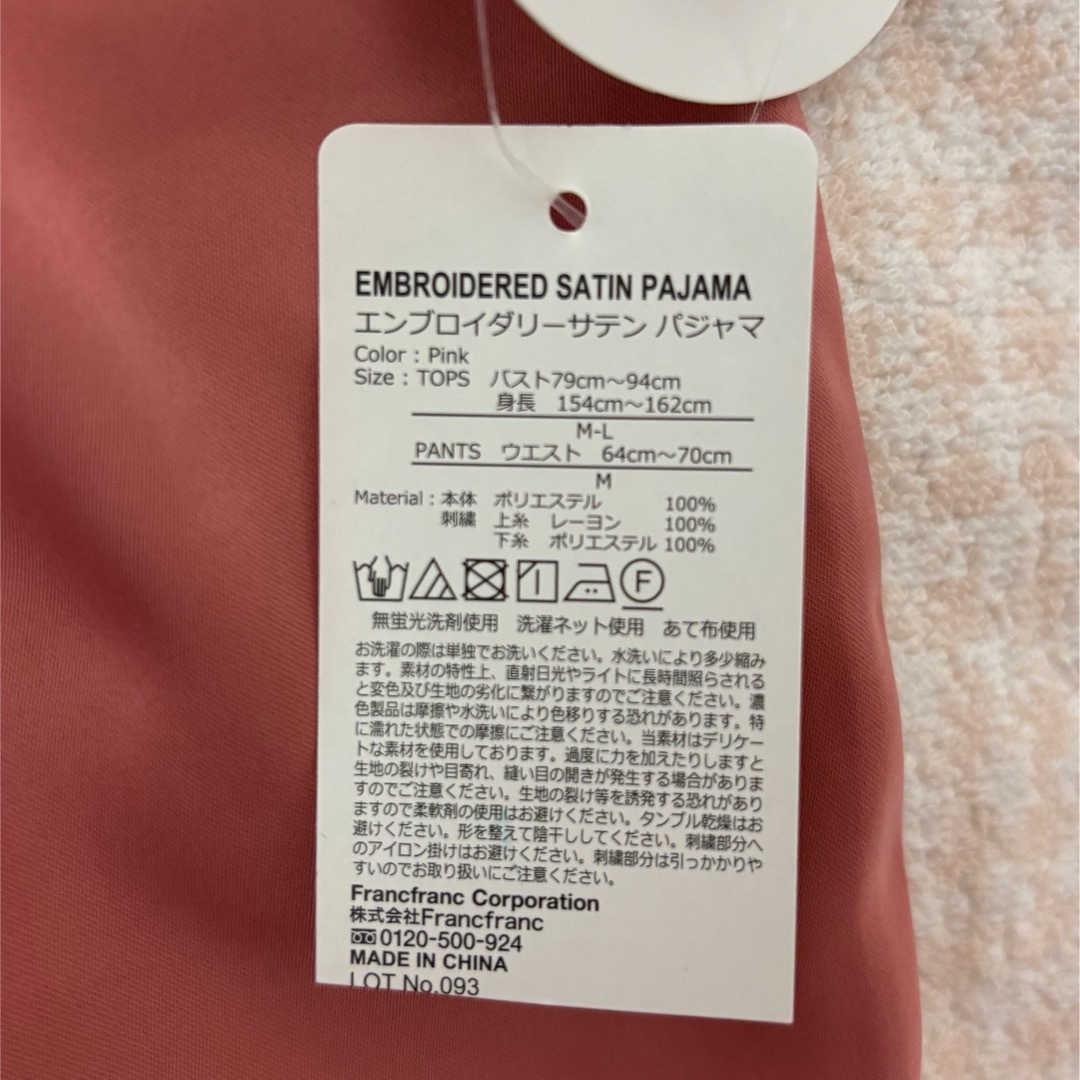 EMBROIDERED SATIN PAJAMA
エンブロイダリーサテン パジャマ
Color : Pink
Size : TOPS バスト79cm～94cm
身長 154cm～162cm
M-L
PANTS ウエスト 64cm～70cm
M
Material : 本体 ポリエステル 100%
刺繍 上糸 レーヨン 100%
下糸 ポリエステル 100%
F
無蛍光洗剤使用 洗濯ネット使用 あて布使用
お洗濯の際は単独でお洗いください。水洗いにより多少縮み
ます。素材の特性上、直射日光やライトに長時間照らされる
と変色及び生地の劣化に繋がりますのでご注意ください。濃
色製品は摩擦や水洗いにより色移りする恐れがあります。特
に濡れた状態での摩擦にご注意ください。当素材はデリケー
トな素材を使用しております。過度に力を加えたりしますと
生地の裂けや目寄れ、縫い目の開きが発生する場合がありま
すのでご注意ください。生地の裂け等を誘発する恐れがあり
ますので柔軟剤の使用はお避けください。タンブル乾燥はお
避けください。形を整えて陰干ししてください。刺繍部分へ
のアイロン掛けはお避けください。刺繍部分は引っかかりや
すいのでお取り扱いにご注意ください。
Francfranc Corporation
株式会社Francfranc
0120-500-924
MADE IN CHINA
LOT No.093